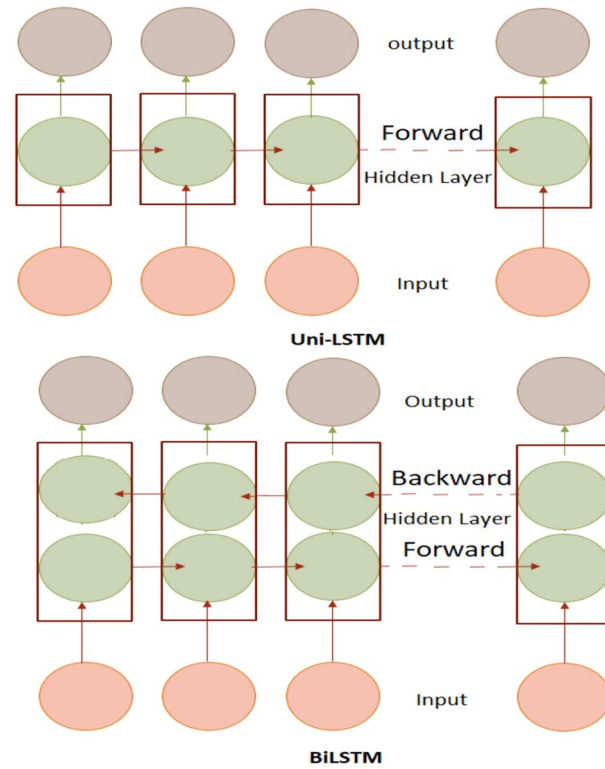 output
Forward
Hidden Layer
Input
Uni-LSTM
Output
Backward
Hidden Layer
Forward
Input
BiLSTM